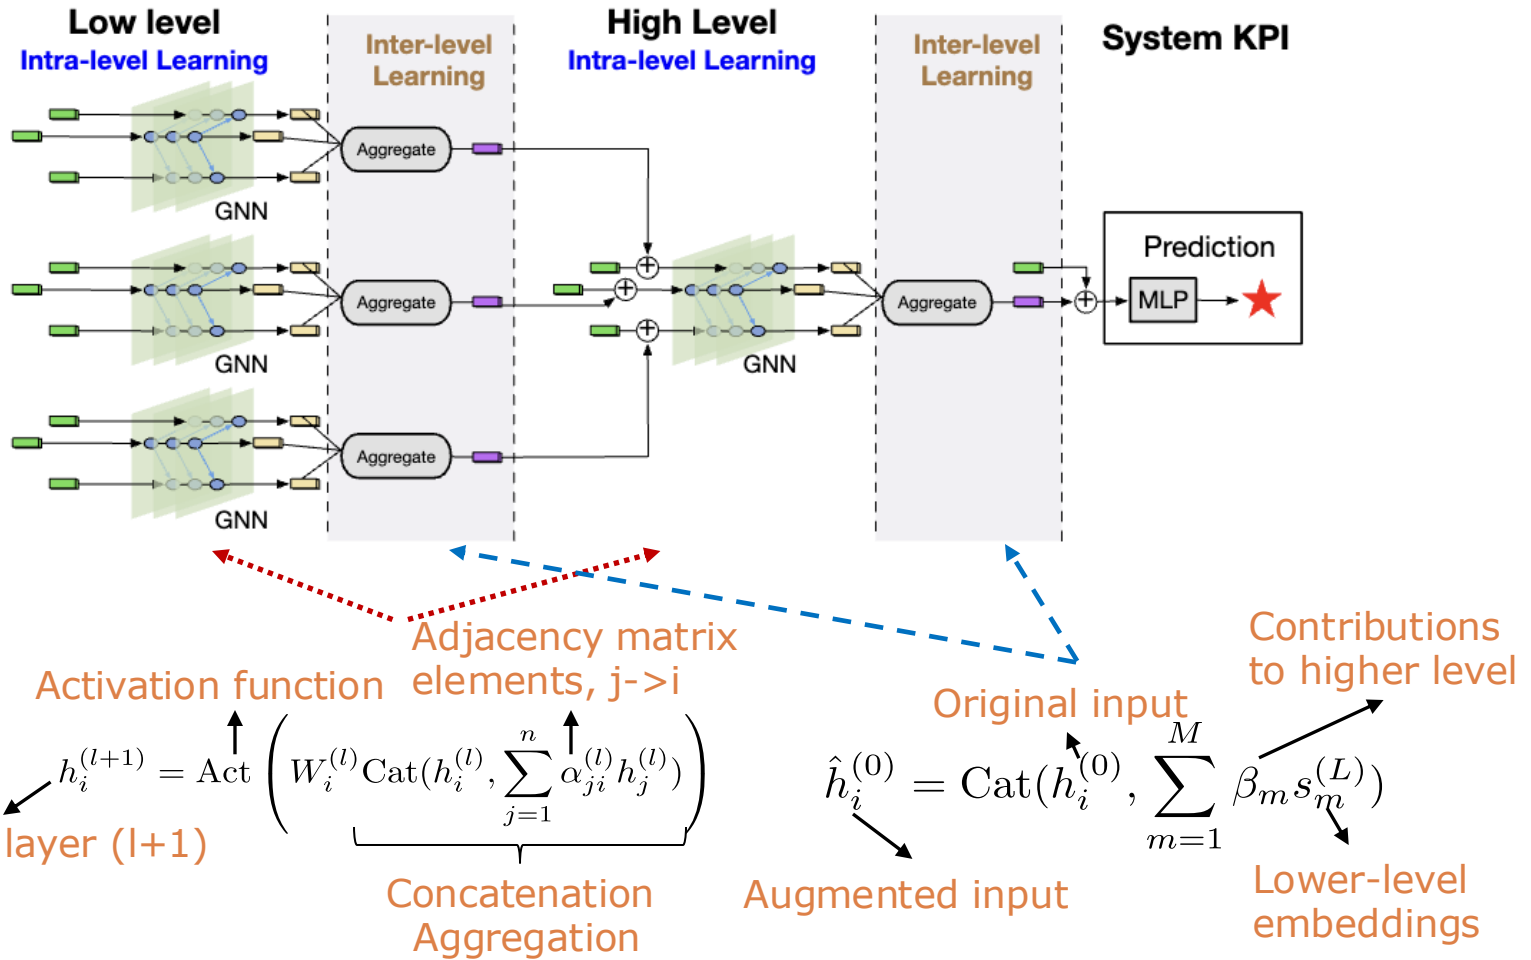 Low level
Intra-level Learning
Inter-level
Learning
High Level
Intra-level Learning
Inter-level
Learning
System KPI
Aggregate
GNN
Aggregate
GNN
Aggregate
GNN
GNN
Aggregate
Prediction
MLP
Adjacency matrix
elements, j->i
Activation function
h_i^{(l+1)} = Act ( W_i^{(l)} Cat(h_i^{(l)}, \sum_{j=1}^{n} α_{ji}^{(l)} h_j^{(l)}) )
layer (l+1)
Concatenation
Aggregation
Contributions
to higher level
Original input
\hat{h}_i^{(0)} = Cat(h_i^{(0)}, \sum_{m=1}^{M} β_m s_m^{(L)})
Augmented input
Lower-level
embeddings